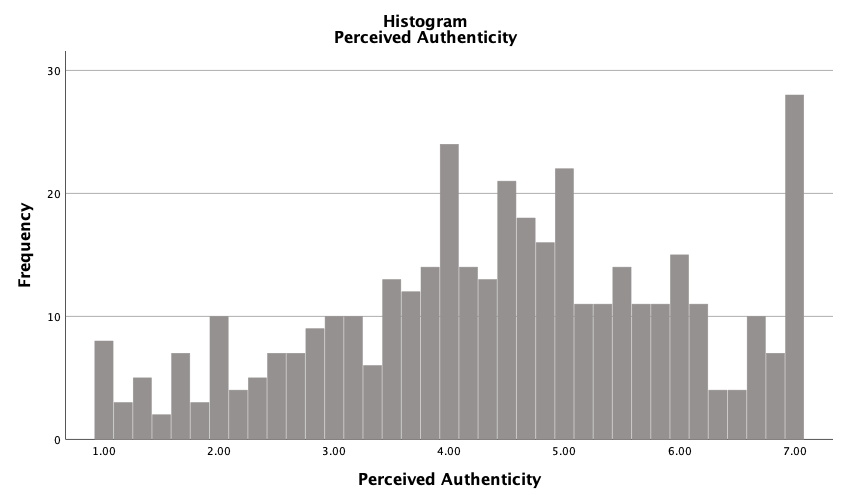 Histogram
Perceived Authenticity
30
20
10
0
Frequency
1.00 2.00 3.00 4.00 5.00 6.00 7.00
Perceived Authenticity